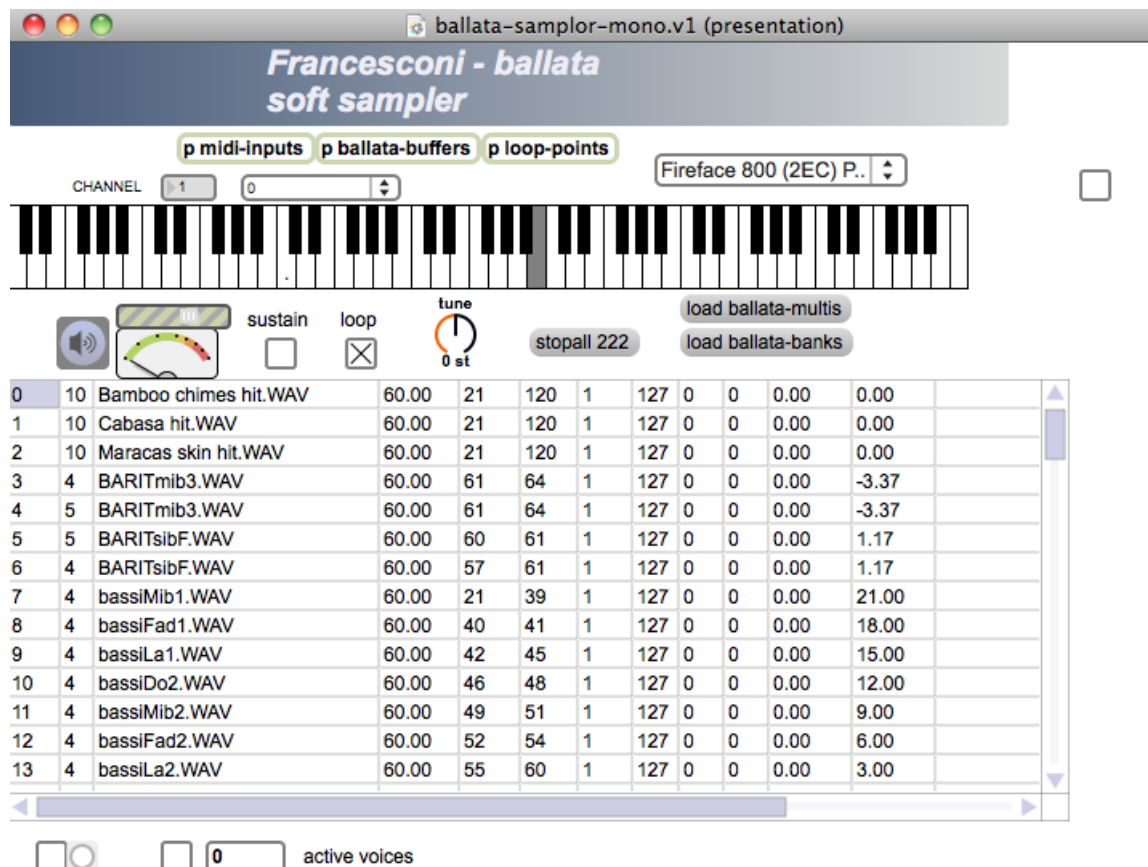 ballata-samplor-mono.v1 (presentation)
Francesconi - ballata
soft sampler
p midi-inputs p ballata-buffers p loop-points
Fireface 800 (2EC) P..
CHANNEL 1 0
tune
sustain loop
load ballata-multis
stopall 222
load ballata-banks
0 st
0 10 Bamboo chimes hit.WAV 60.00 21 120 1 127 0 0 0.00 0.00
1 10 Cabasa hit.WAV 60.00 21 120 1 127 0 0 0.00 0.00
2 10 Maracas skin hit.WAV 60.00 21 120 1 127 0 0 0.00 0.00
3 4 BARITmib3.WAV 60.00 61 64 1 127 0 0 0.00 -3.37
4 5 BARITmib3.WAV 60.00 61 64 1 127 0 0 0.00 -3.37
5 5 BARITsibF.WAV 60.00 60 61 1 127 0 0 0.00 1.17
6 4 BARITsibF.WAV 60.00 57 61 1 127 0 0 0.00 1.17
7 4 bassiMib1.WAV 60.00 21 39 1 127 0 0 0.00 21.00
8 4 bassiFad1.WAV 60.00 40 41 1 127 0 0 0.00 18.00
9 4 bassiLa1.WAV 60.00 42 45 1 127 0 0 0.00 15.00
10 4 bassiDo2.WAV 60.00 46 48 1 127 0 0 0.00 12.00
11 4 bassiMib2.WAV 60.00 49 51 1 127 0 0 0.00 9.00
12 4 bassiFad2.WAV 60.00 52 54 1 127 0 0 0.00 6.00
13 4 bassiLa2.WAV 60.00 55 60 1 127 0 0 0.00 3.00
0 active voices